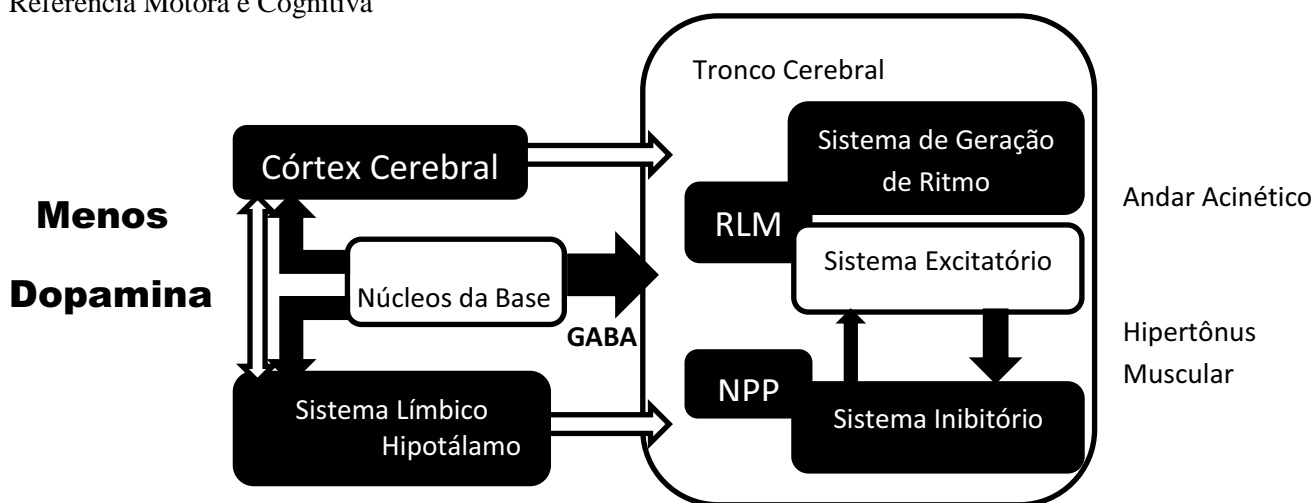 Referência Motora e Cognitiva
Tronco Cerebral
Córtex Cerebral
Sistema de Geração
de Ritmo
Andar Acinético
Menos
RLM
Sistema Excitatório
Dopamina
Núcleos da Base
GABA
Hipertônus
Muscular
NPP
Sistema Límbico
Hipotálamo
Sistema Inibitório